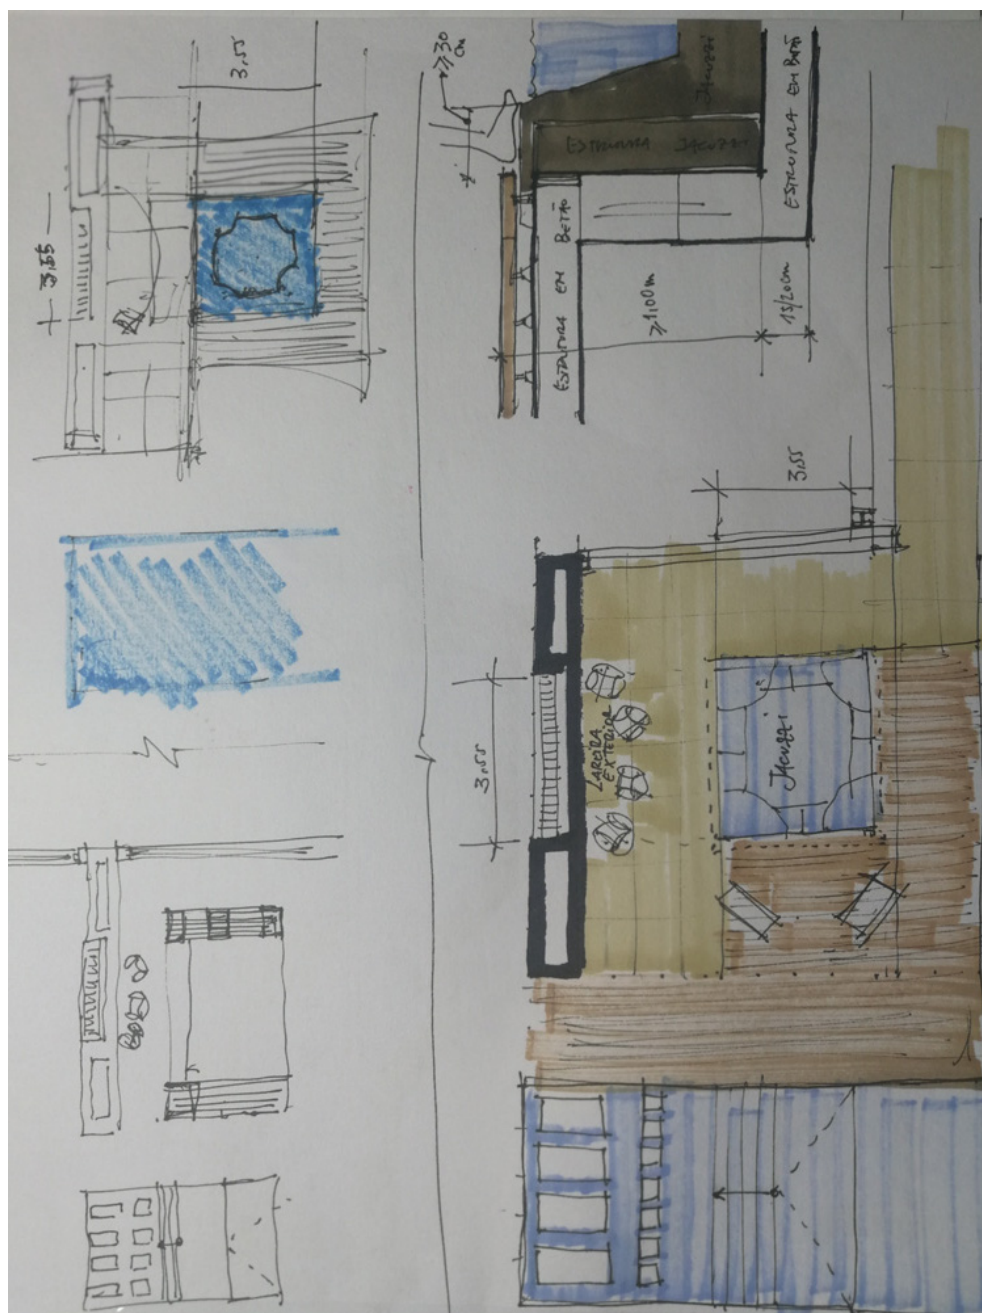 3,55
3,55
≥30
cm
JACUZZI
ESTRUTURA JACUZZI
ESTRUTURA EM BETÃO
ESTRUTURA EM BETÃO
≥1.00m
15/20cm
3,55
3,55
LAREIRA
EXTERIOR
JACUZZI